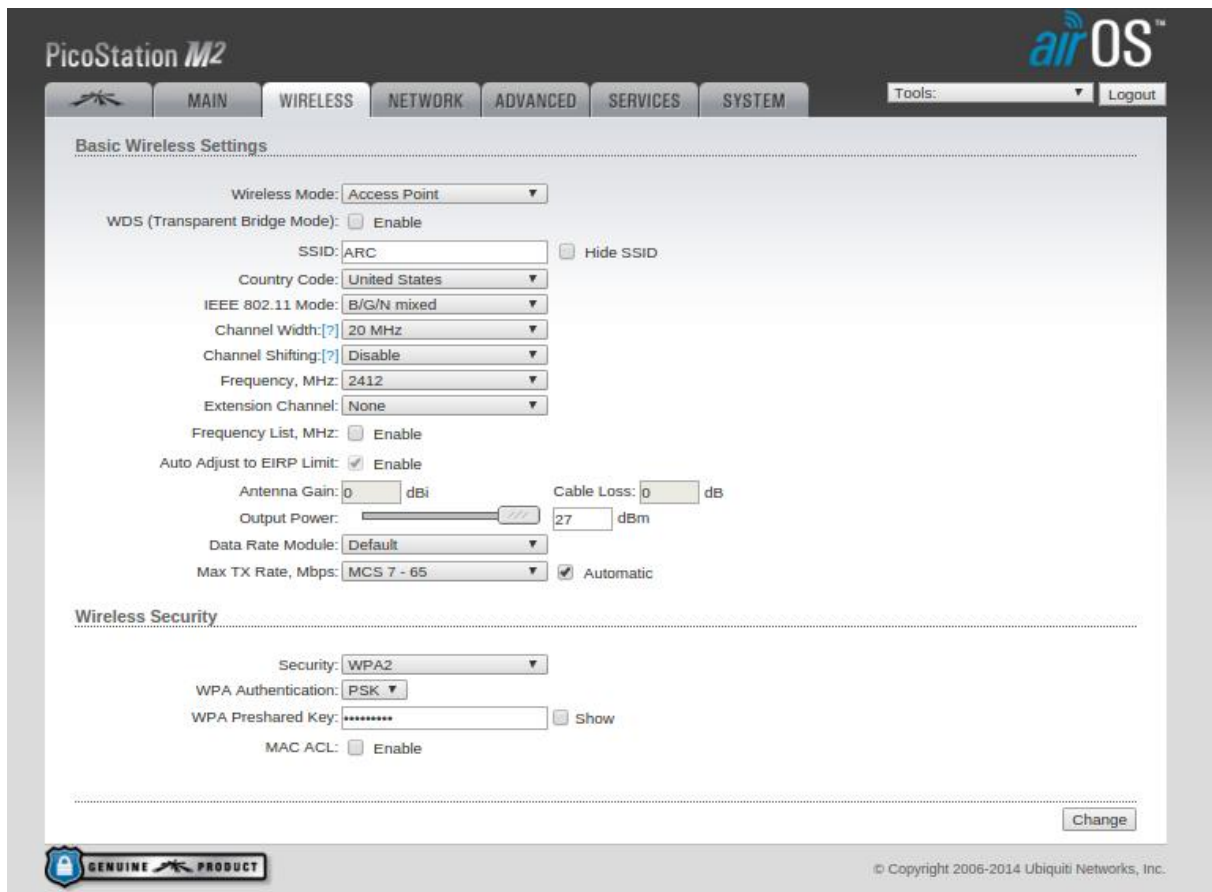 PicoStation M2
airOS™
MAIN WIRELESS NETWORK ADVANCED SERVICES SYSTEM Tools: Logout
Basic Wireless Settings
Wireless Mode: Access Point
WDS (Transparent Bridge Mode): Enable
SSID: ARC Hide SSID
Country Code: United States
IEEE 802.11 Mode: B/G/N mixed
Channel Width:[?] 20 MHz
Channel Shifting:[?] Disable
Frequency, MHz: 2412
Extension Channel: None
Frequency List, MHz: Enable
Auto Adjust to EIRP Limit: Enable
Antenna Gain: 0 dBi Cable Loss: 0 dB
Output Power: 27 dBm
Data Rate Module: Default
Max TX Rate, Mbps: MCS 7 - 65 Automatic
Wireless Security
Security: WPA2
WPA Authentication: PSK
WPA Preshared Key: ••••••••• Show
MAC ACL: Enable
Change
GENUINE PRODUCT
© Copyright 2006-2014 Ubiquiti Networks, Inc.